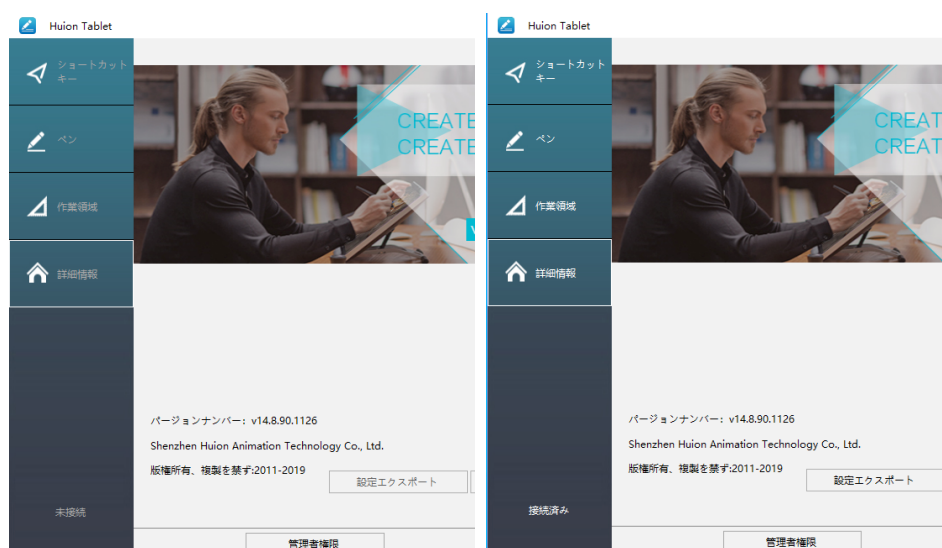 Huion Tablet
ショートカット
キー
ペン
作業領域
詳細情報
未接続
CREATE
CREATE
バージョンナンバー: v14.8.90.1126
Shenzhen Huion Animation Technology Co., Ltd.
版権所有、複製を禁ず:2011-2019
設定エクスポート
管理者権限
Huion Tablet
ショートカット
キー
ペン
作業領域
詳細情報
接続済み
CREAT
CREAT
バージョンナンバー: v14.8.90.1126
Shenzhen Huion Animation Technology Co., Ltd.
版権所有、複製を禁ず:2011-2019
設定エクスポート
管理者権限